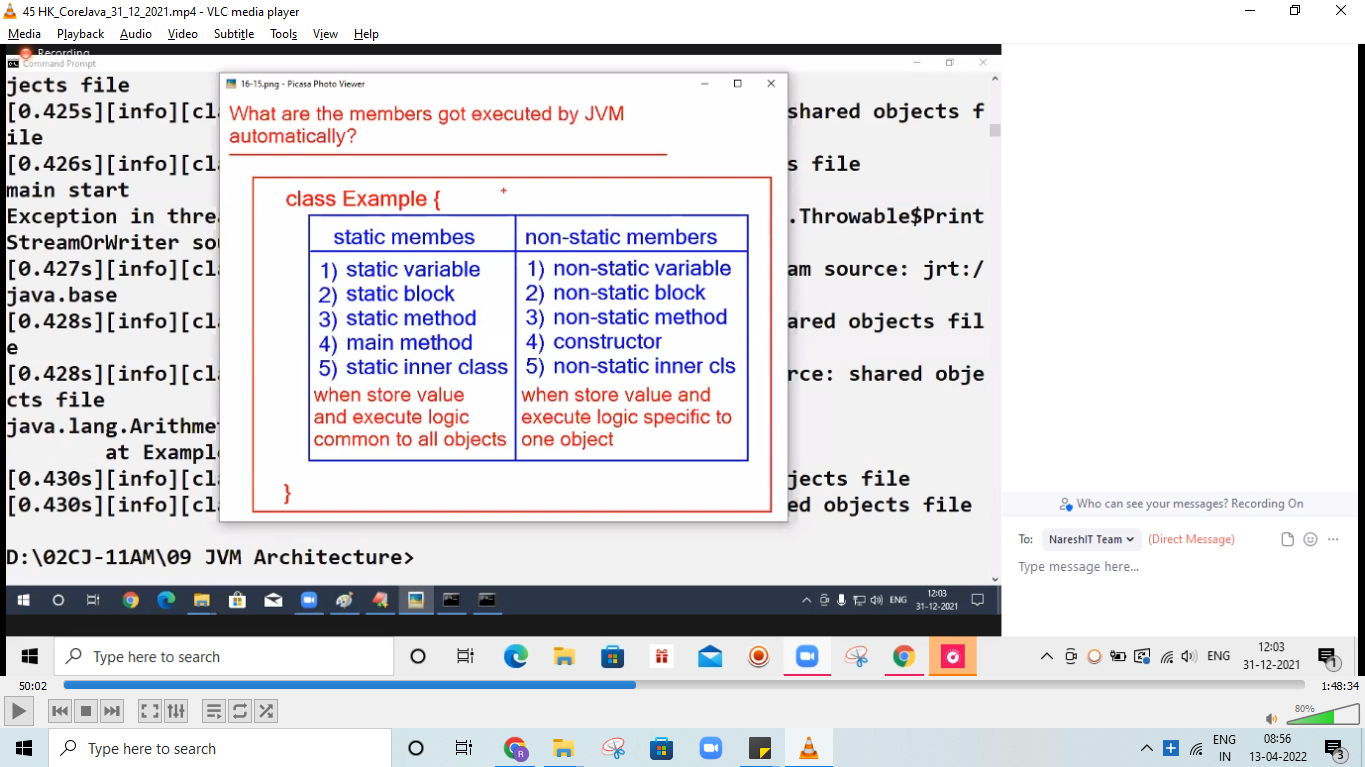 45 HK_CoreJava_31_12_2021.mp4 - VLC media player
Media Playback Audio Video Subtitle Tools View Help
Recording
Command Prompt
jects file
[0.425s][info][cla shared objects f
ile
[0.426s][info][cla s file
main start
Exception in threa .Throwable$Print
StreamOrWriter sou
[0.427s][info][cla am source: jrt:/
java.base
[0.428s][info][cla ared objects fil
e
[0.428s][info][cla rce: shared obje
cts file
java.lang.Arithme
at Example
[0.430s][info][cla jects file
[0.430s][info][cla ed objects file
D:\02CJ-11AM\09 JVM Architecture>
16-15.png - Picasa Photo Viewer
What are the members got executed by JVM
automatically?
class Example {
static membes
1) static variable
2) static block
3) static method
4) main method
5) static inner class
when store value
and execute logic
common to all objects
non-static members
1) non-static variable
2) non-static block
3) non-static method
4) constructor
5) non-static inner cls
when store value and
execute logic specific to
one object
}
Who can see your messages? Recording On
To: NareshIT Team (Direct Message)
Type message here...
ENG
12:03
31-12-2021
Type here to search
ENG
12:03
31-12-2021
1
50:02
1:48:34
80%
Type here to search
R
ENG
IN
08:56
13-04-2022
3